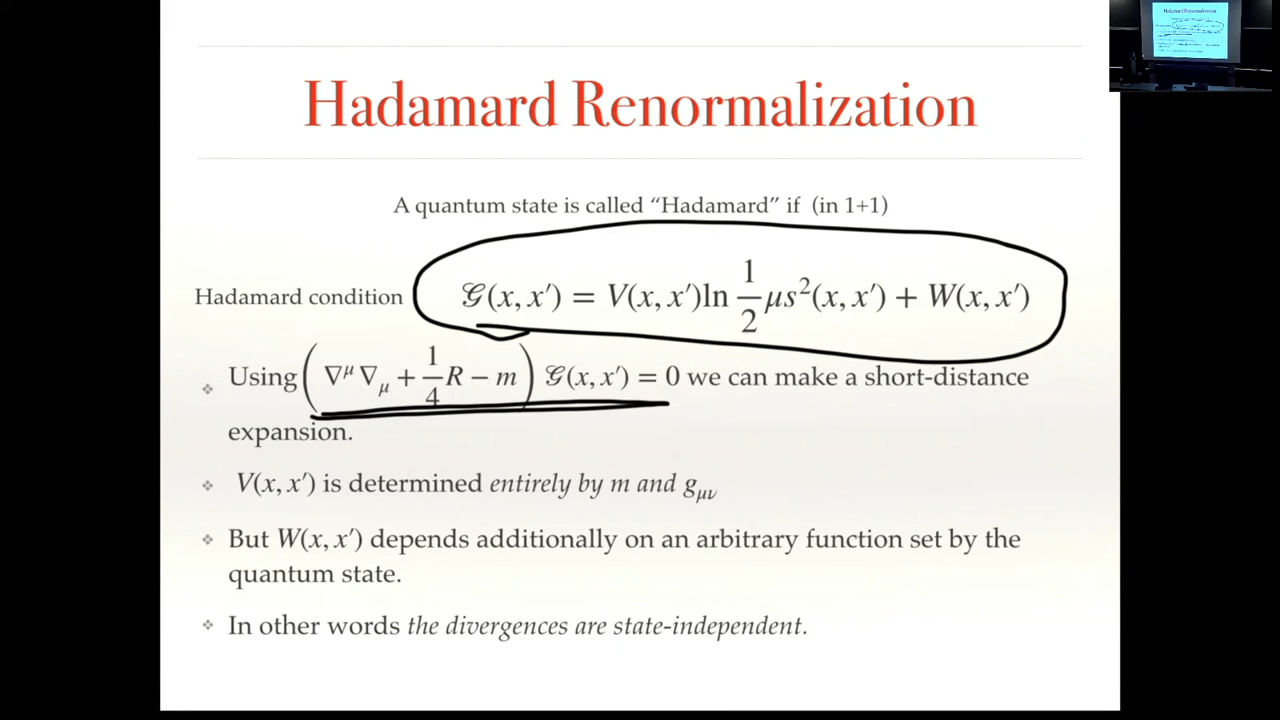 Hadamard Renormalization
A quantum state is called “Hadamard” if (in 1+1)
Hadamard condition 𝒢(x, x′) = V(x, x′)ln 1/2 μs²(x, x′) + W(x, x′)
Using (∇^μ ∇_μ + 1/4 R − m) 𝒢(x, x′) = 0 we can make a short-distance
expansion.
V(x, x′) is determined entirely by m and g_μν
But W(x, x′) depends additionally on an arbitrary function set by the
quantum state.
In other words the divergences are state-independent.
Hadamard Renormalization